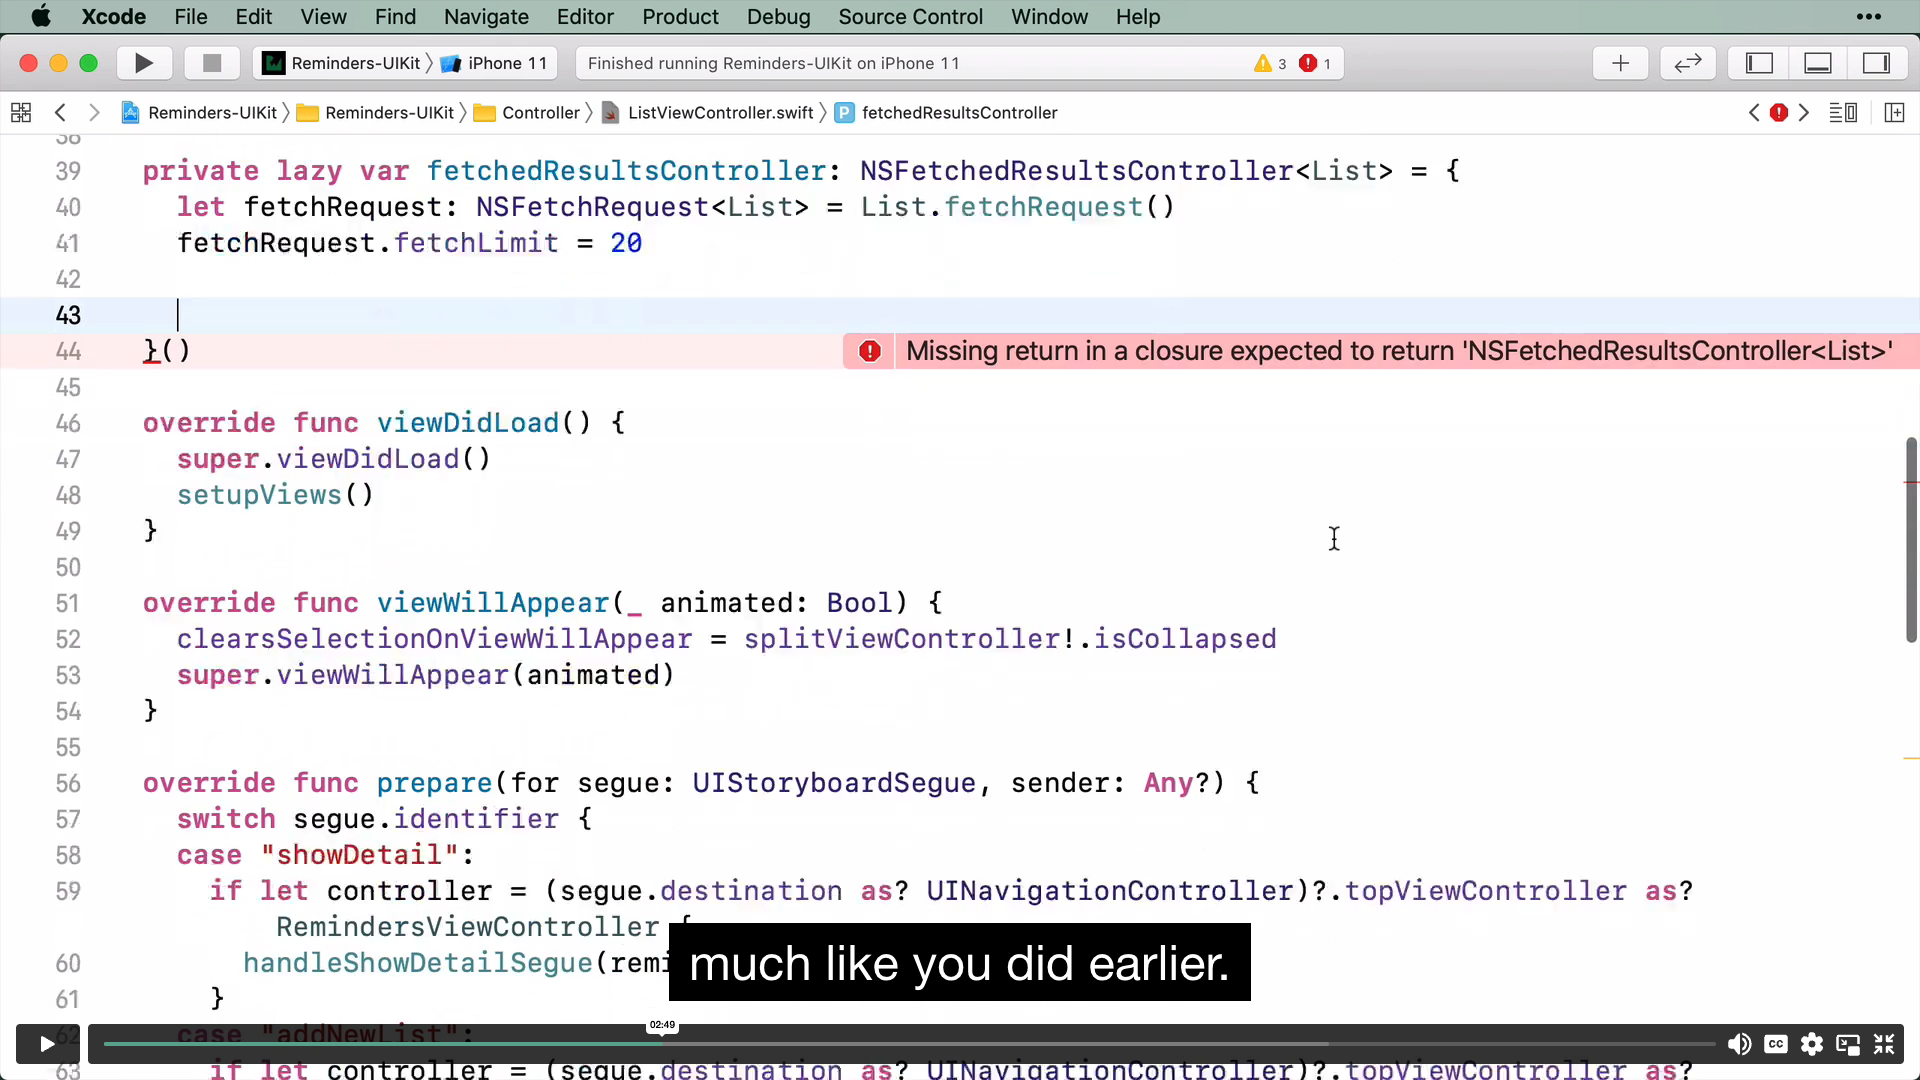 Xcode File Edit View Find Navigate Editor Product Debug Source Control Window Help •••
Reminders-UIKit 〉 iPhone 11 Finished running Reminders-UIKit on iPhone 11 3 1
Reminders-UIKit 〉 Reminders-UIKit 〉 Controller 〉 ListViewController.swift 〉 P fetchedResultsController
38
39 private lazy var fetchedResultsController: NSFetchedResultsController<List> = {
40 let fetchRequest: NSFetchRequest<List> = List.fetchRequest()
41 fetchRequest.fetchLimit = 20
42
43
44 }() Missing return in a closure expected to return 'NSFetchedResultsController<List>'
45
46 override func viewDidLoad() {
47 super.viewDidLoad()
48 setupViews()
49 }
50
51 override func viewWillAppear(_ animated: Bool) {
52 clearsSelectionOnViewWillAppear = splitViewController!.isCollapsed
53 super.viewWillAppear(animated)
54 }
55
56 override func prepare(for segue: UIStoryboardSegue, sender: Any?) {
57 switch segue.identifier {
58 case "showDetail":
59 if let controller = (segue.destination as? UINavigationController)?.topViewController as?
RemindersViewController {
60 handleShowDetailSegue(remi
much like you did earlier.
61 }
02:49
62 case "addNewList":
63 if let controller = (segue.destination as? UINavigationController)?.topViewController as?
CC